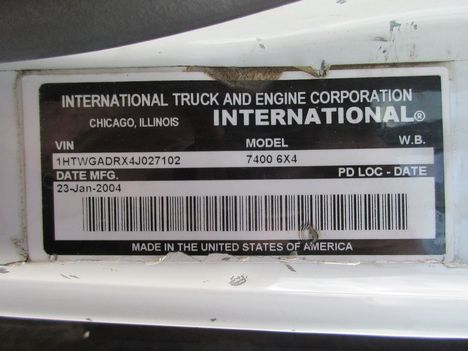 INTERNATIONAL TRUCK AND ENGINE CORPORATION
CHICAGO, ILLINOIS INTERNATIONAL®
VIN MODEL W.B.
1HTWGADRX4J027102 7400 6X4
DATE MFG. PD LOC - DATE
23-Jan-2004
MADE IN THE UNITED STATES OF AMERICA